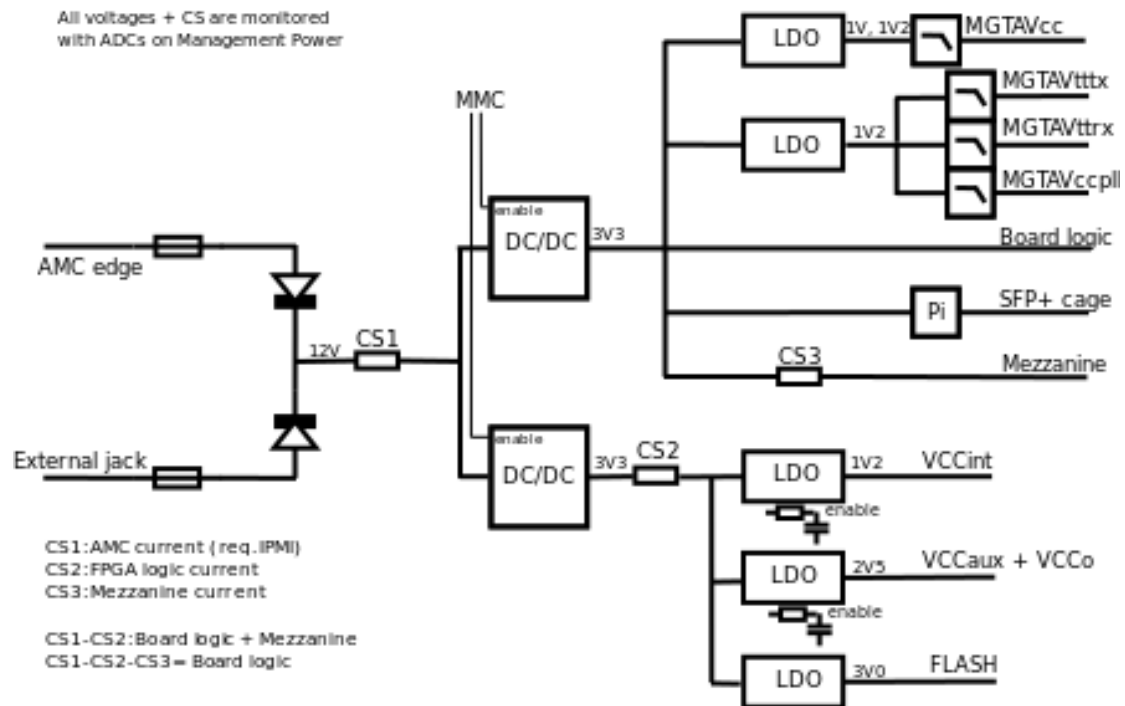 All voltages + CS are monitored
with ADCs on Management Power
MMC
LDO
1V, 1V2
MGTAVcc
MGTAVtttx
LDO
1V2
MGTAVttrx
MGTAVccpll
enable
DC/DC
3V3
Board logic
AMC edge
Pi
SFP+ cage
12V
CS1
CS3
Mezzanine
External jack
enable
DC/DC
3V3
CS2
LDO
1V2
VCCint
enable
LDO
2V5
VCCaux + VCCo
enable
LDO
3V0
FLASH
CS1:AMC current (req.IPMI)
CS2:FPGA logic current
CS3:Mezzanine current
CS1-CS2:Board logic + Mezzanine
CS1-CS2-CS3= Board logic